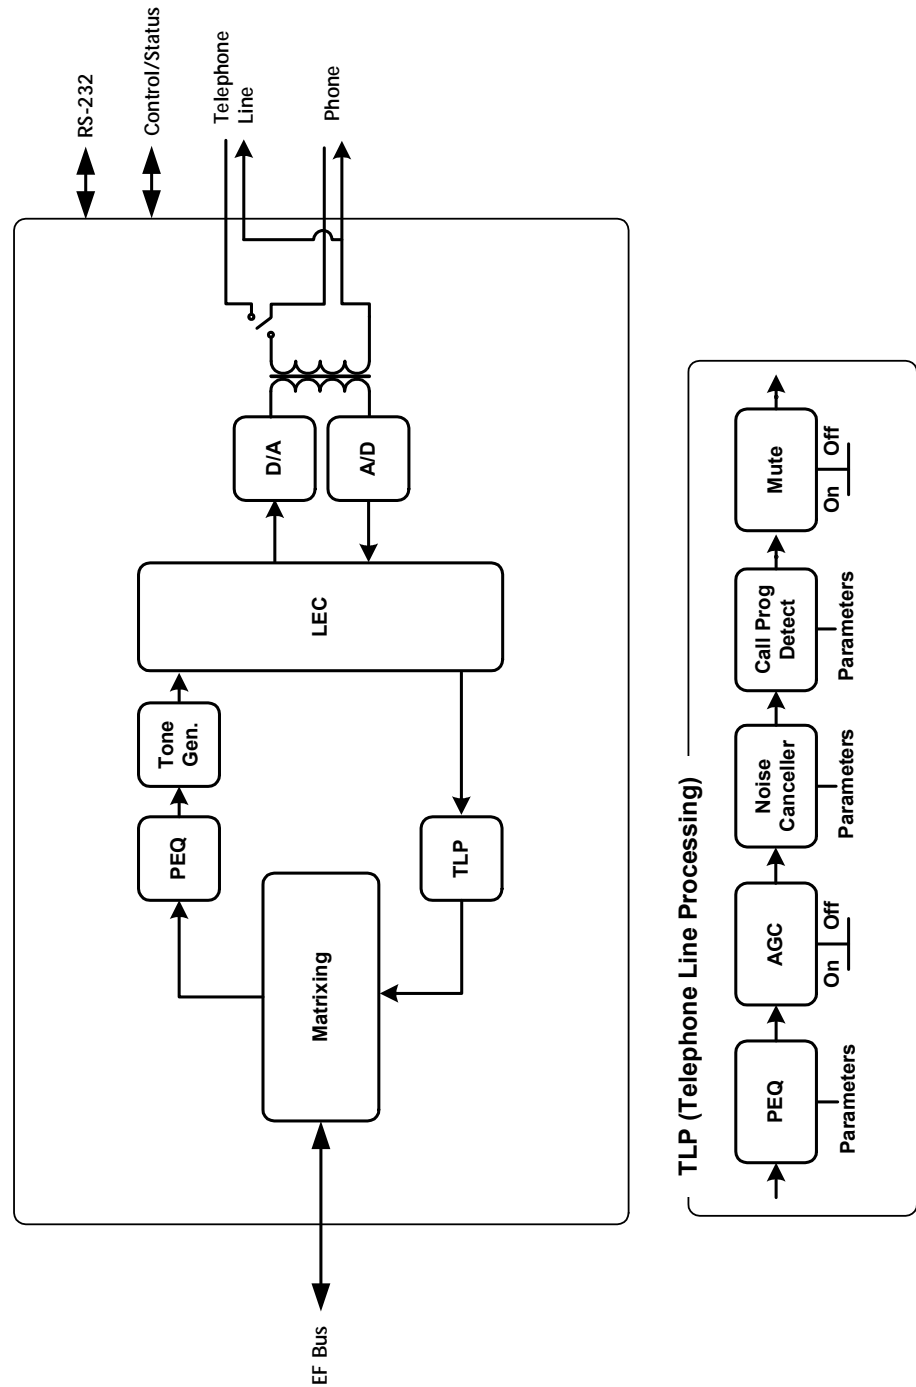 RS-232
Control/Status
Telephone
Line
Phone
D/A
A/D
LEC
Tone
Gen.
PEQ
TLP
Matrixing
EF Bus
TLP (Telephone Line Processing)
PEQ
Parameters
AGC
On Off
Noise
Canceller
Parameters
Call Prog
Detect
Parameters
Mute
On Off